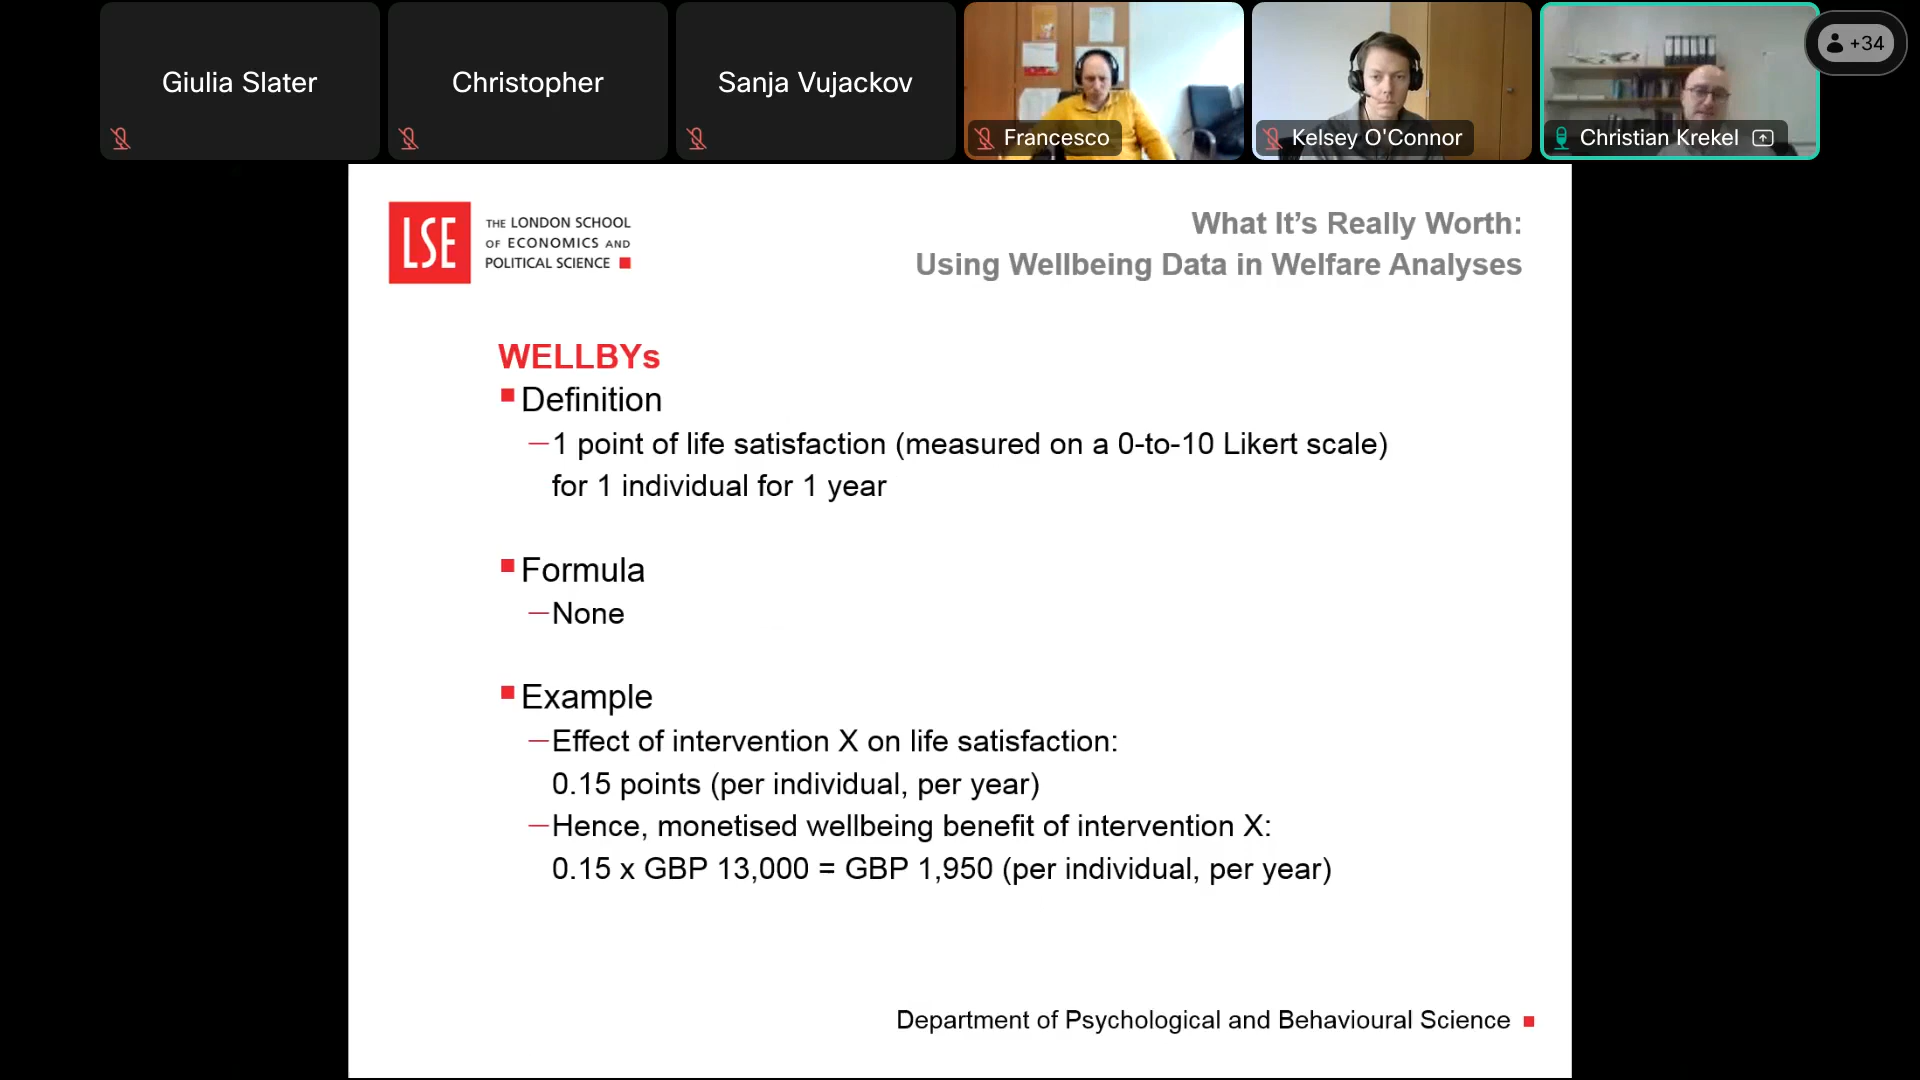 Giulia Slater
Christopher
Sanja Vujackov
Francesco
Kelsey O'Connor
Christian Krekel
+34
LSE
THE LONDON SCHOOL
OF ECONOMICS AND
POLITICAL SCIENCE
What It’s Really Worth:
Using Wellbeing Data in Welfare Analyses
WELLBYs
Definition
—1 point of life satisfaction (measured on a 0-to-10 Likert scale)
for 1 individual for 1 year
Formula
—None
Example
—Effect of intervention X on life satisfaction:
0.15 points (per individual, per year)
—Hence, monetised wellbeing benefit of intervention X:
0.15 x GBP 13,000 = GBP 1,950 (per individual, per year)
Department of Psychological and Behavioural Science